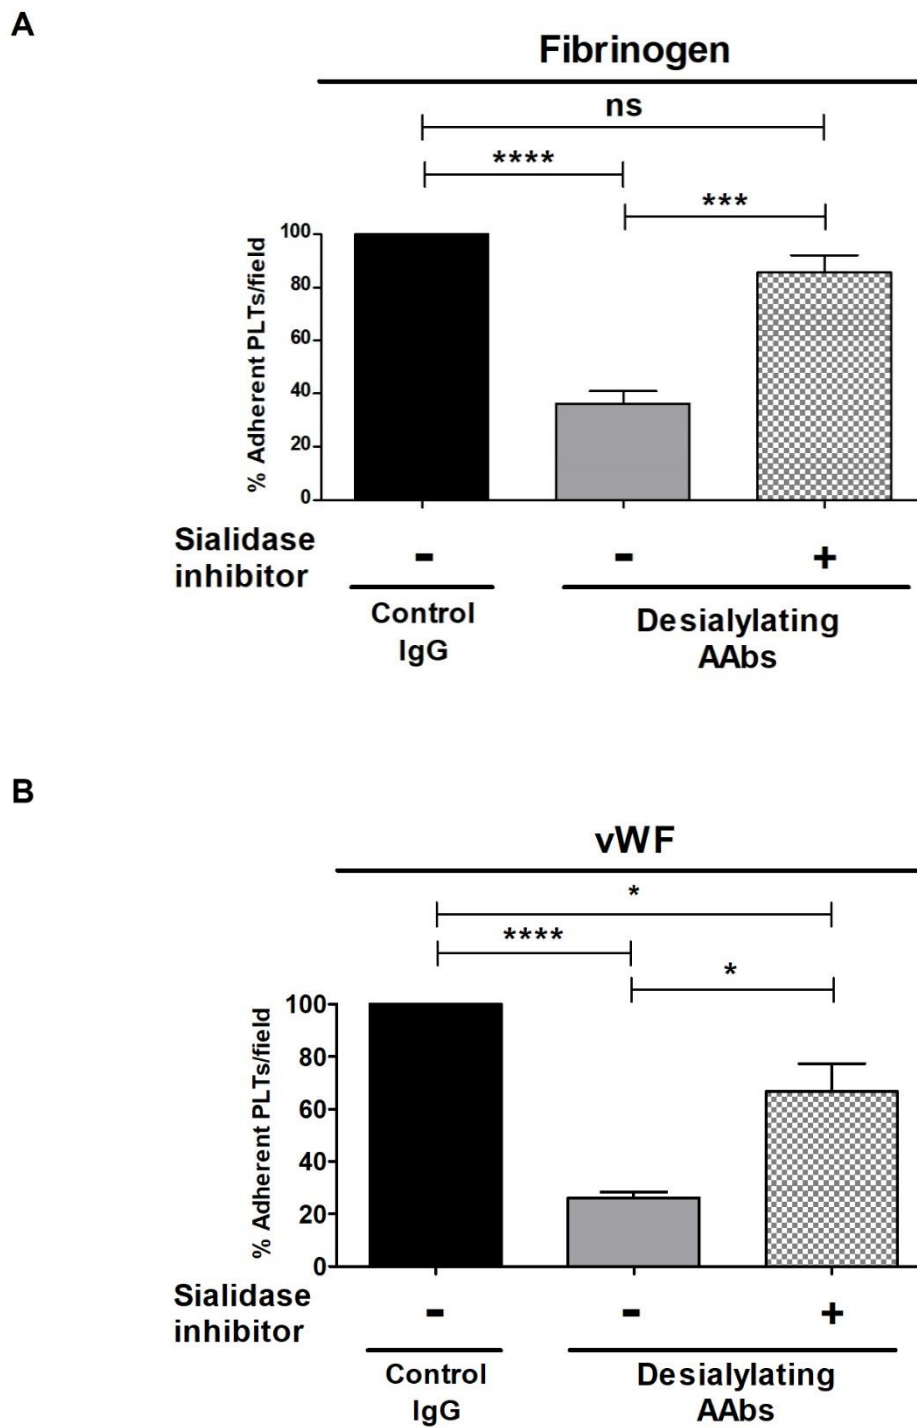 A
Fibrinogen
ns
****
***
% Adherent PLTs/field
100
80
60
40
20
0
Sialidase
inhibitor
- - +
Control
IgG
Desialylating
AAbs
B
vWF
*
****
*
% Adherent PLTs/field
100
80
60
40
20
0
Sialidase
inhibitor
- - +
Control
IgG
Desialylating
AAbs